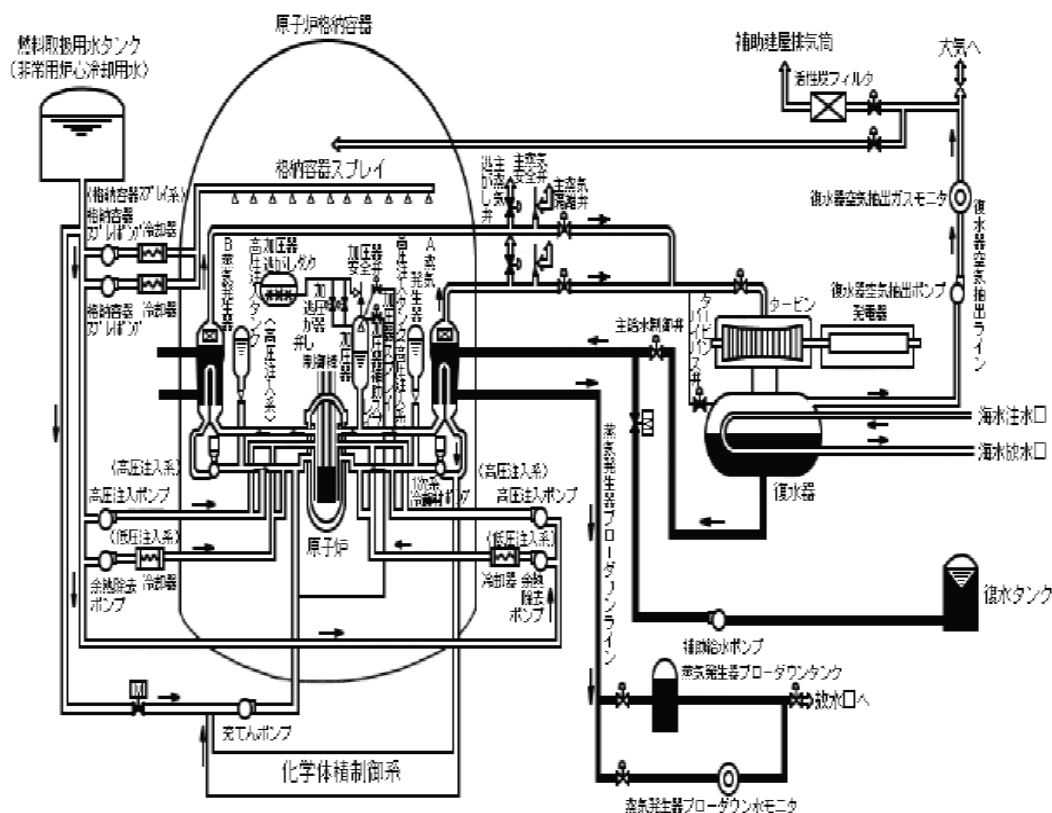 原子炉格納容器
燃料取扱用水タンク
(非常用炉心冷却用水)
補助建屋排気筒
大気へ
活性炭フィルタ
格納容器スプレイ
主蒸気逃がし弁
主蒸気安全弁
主蒸気隔離弁
復水器空気抽出ガスモニタ
復水器空気抽出ライン
(格納容器スプレイ系)
格納容器
スプレイポンプ
冷却器
格納容器
スプレイポンプ
冷却器
B蒸気発生器
高圧注入タンク
(高圧注入系)
加圧器
逃がしタンク
加圧器逃がし弁
加圧器
安全弁
加圧器
制御棒
A蒸気発生器
主給水制御弁
タービンバイパス弁
タービン
復水器空気抽出ポンプ
発電器
海水注水口
海水放水口
復水器
(高圧注入系)
高圧注入ポンプ
(低圧注入系)
余熱除去
ポンプ
冷却器
原子炉
1次系
冷却材ポンプ
(高圧注入系)
高圧注入ポンプ
(低圧注入系)
冷却器
余熱
除去
ポンプ
蒸気発生器ブローダウンライン
復水タンク
補助給水ポンプ
蒸気発生器ブローダウンタンク
放水口へ
充てんポンプ
化学体積制御系
蒸気発生器ブローダウン水モニタ